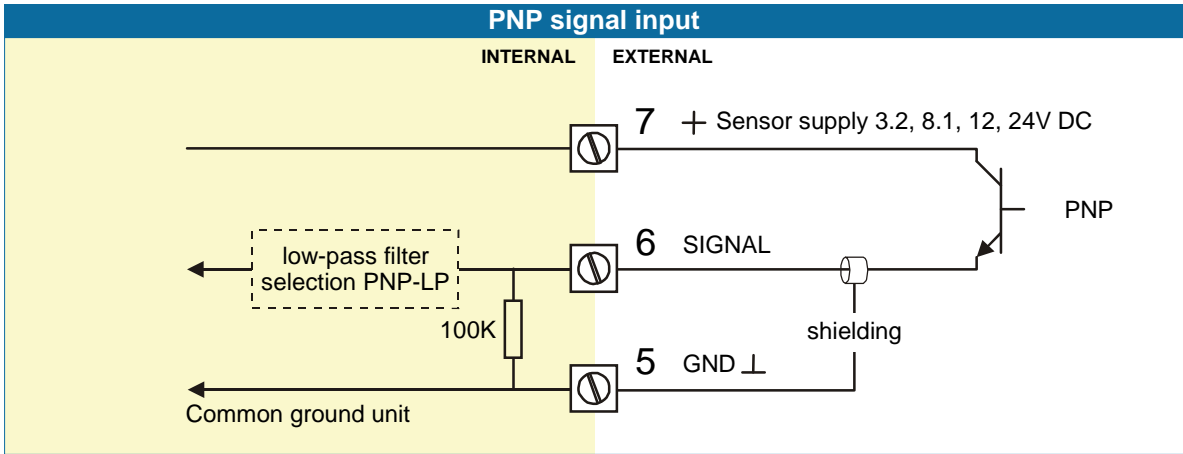 PNP signal input
INTERNAL EXTERNAL
7 + Sensor supply 3.2, 8.1, 12, 24V DC
PNP
6 SIGNAL
low-pass filter
selection PNP-LP
100K
shielding
5 GND ⊥
Common ground unit